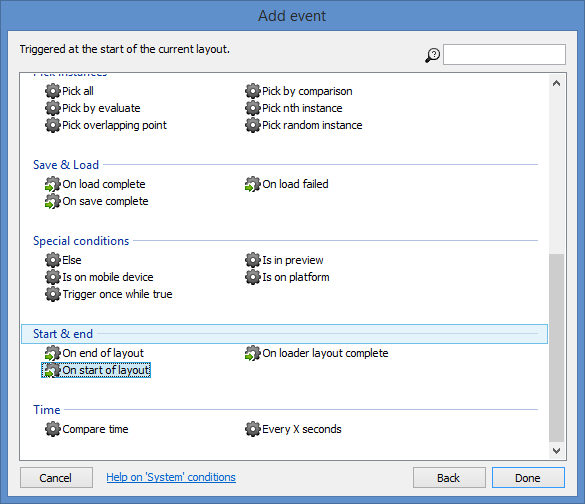 Add event
Triggered at the start of the current layout.
Pick instances
Pick all
Pick by comparison
Pick by evaluate
Pick nth instance
Pick overlapping point
Pick random instance
Save & Load
On load complete
On load failed
On save complete
Special conditions
Else
Is in preview
Is on mobile device
Is on platform
Trigger once while true
Start & end
On end of layout
On loader layout complete
On start of layout
Time
Compare time
Every X seconds
Cancel
Help on 'System' conditions
Back
Done